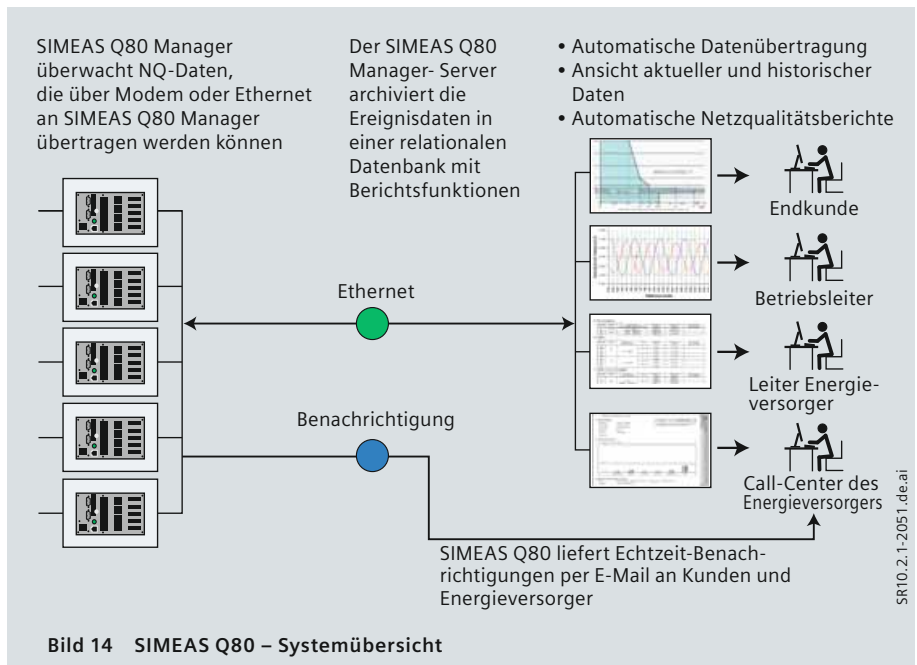 SIMEAS Q80 Manager
überwacht NQ-Daten,
die über Modem oder Ethernet
an SIMEAS Q80 Manager
übertragen werden können
Der SIMEAS Q80
Manager- Server
archiviert die
Ereignisdaten in
einer relationalen
Datenbank mit
Berichtsfunktionen
• Automatische Datenübertragung
• Ansicht aktueller und historischer
Daten
• Automatische Netzqualitätsberichte
Endkunde
Ethernet
Betriebsleiter
Leiter Energie-
versorger
Benachrichtigung
Call-Center des
Energieversorgers
SIMEAS Q80 liefert Echtzeit-Benach-
richtigungen per E-Mail an Kunden und
Energieversorger
SR10.2.1-2051.de.ai
Bild 14 SIMEAS Q80 – Systemübersicht